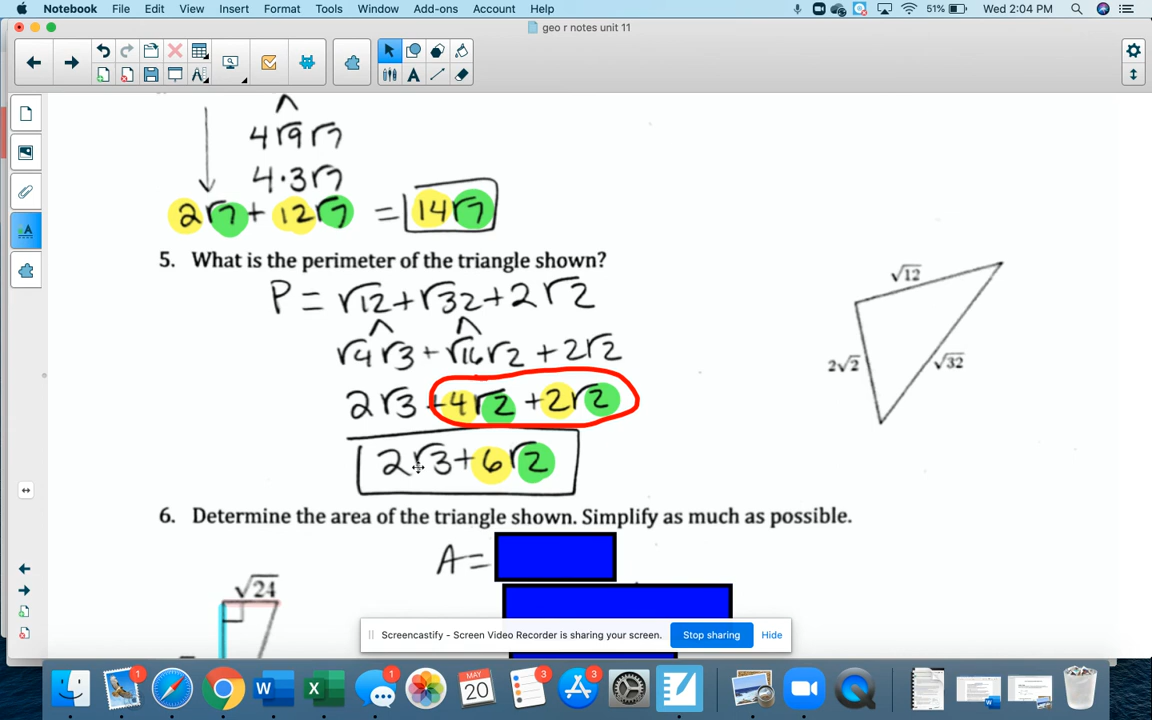 Notebook File Edit View Insert Format Tools Window Add-ons Account Help 51% Wed 2:04 PM
geo r notes unit 11
4√9√7
4·3√7
2√7 + 12√7 = 14√7
5. What is the perimeter of the triangle shown?
P = √12 + √32 + 2√2
√4√3 + √16√2 + 2√2
2√3 + 4√2 + 2√2
2√3 + 6√2
√12
2√2
√32
6. Determine the area of the triangle shown. Simplify as much as possible.
A =
√24
Screencastify - Screen Video Recorder is sharing your screen. Stop sharing Hide
1
1
MAY
20
3
3